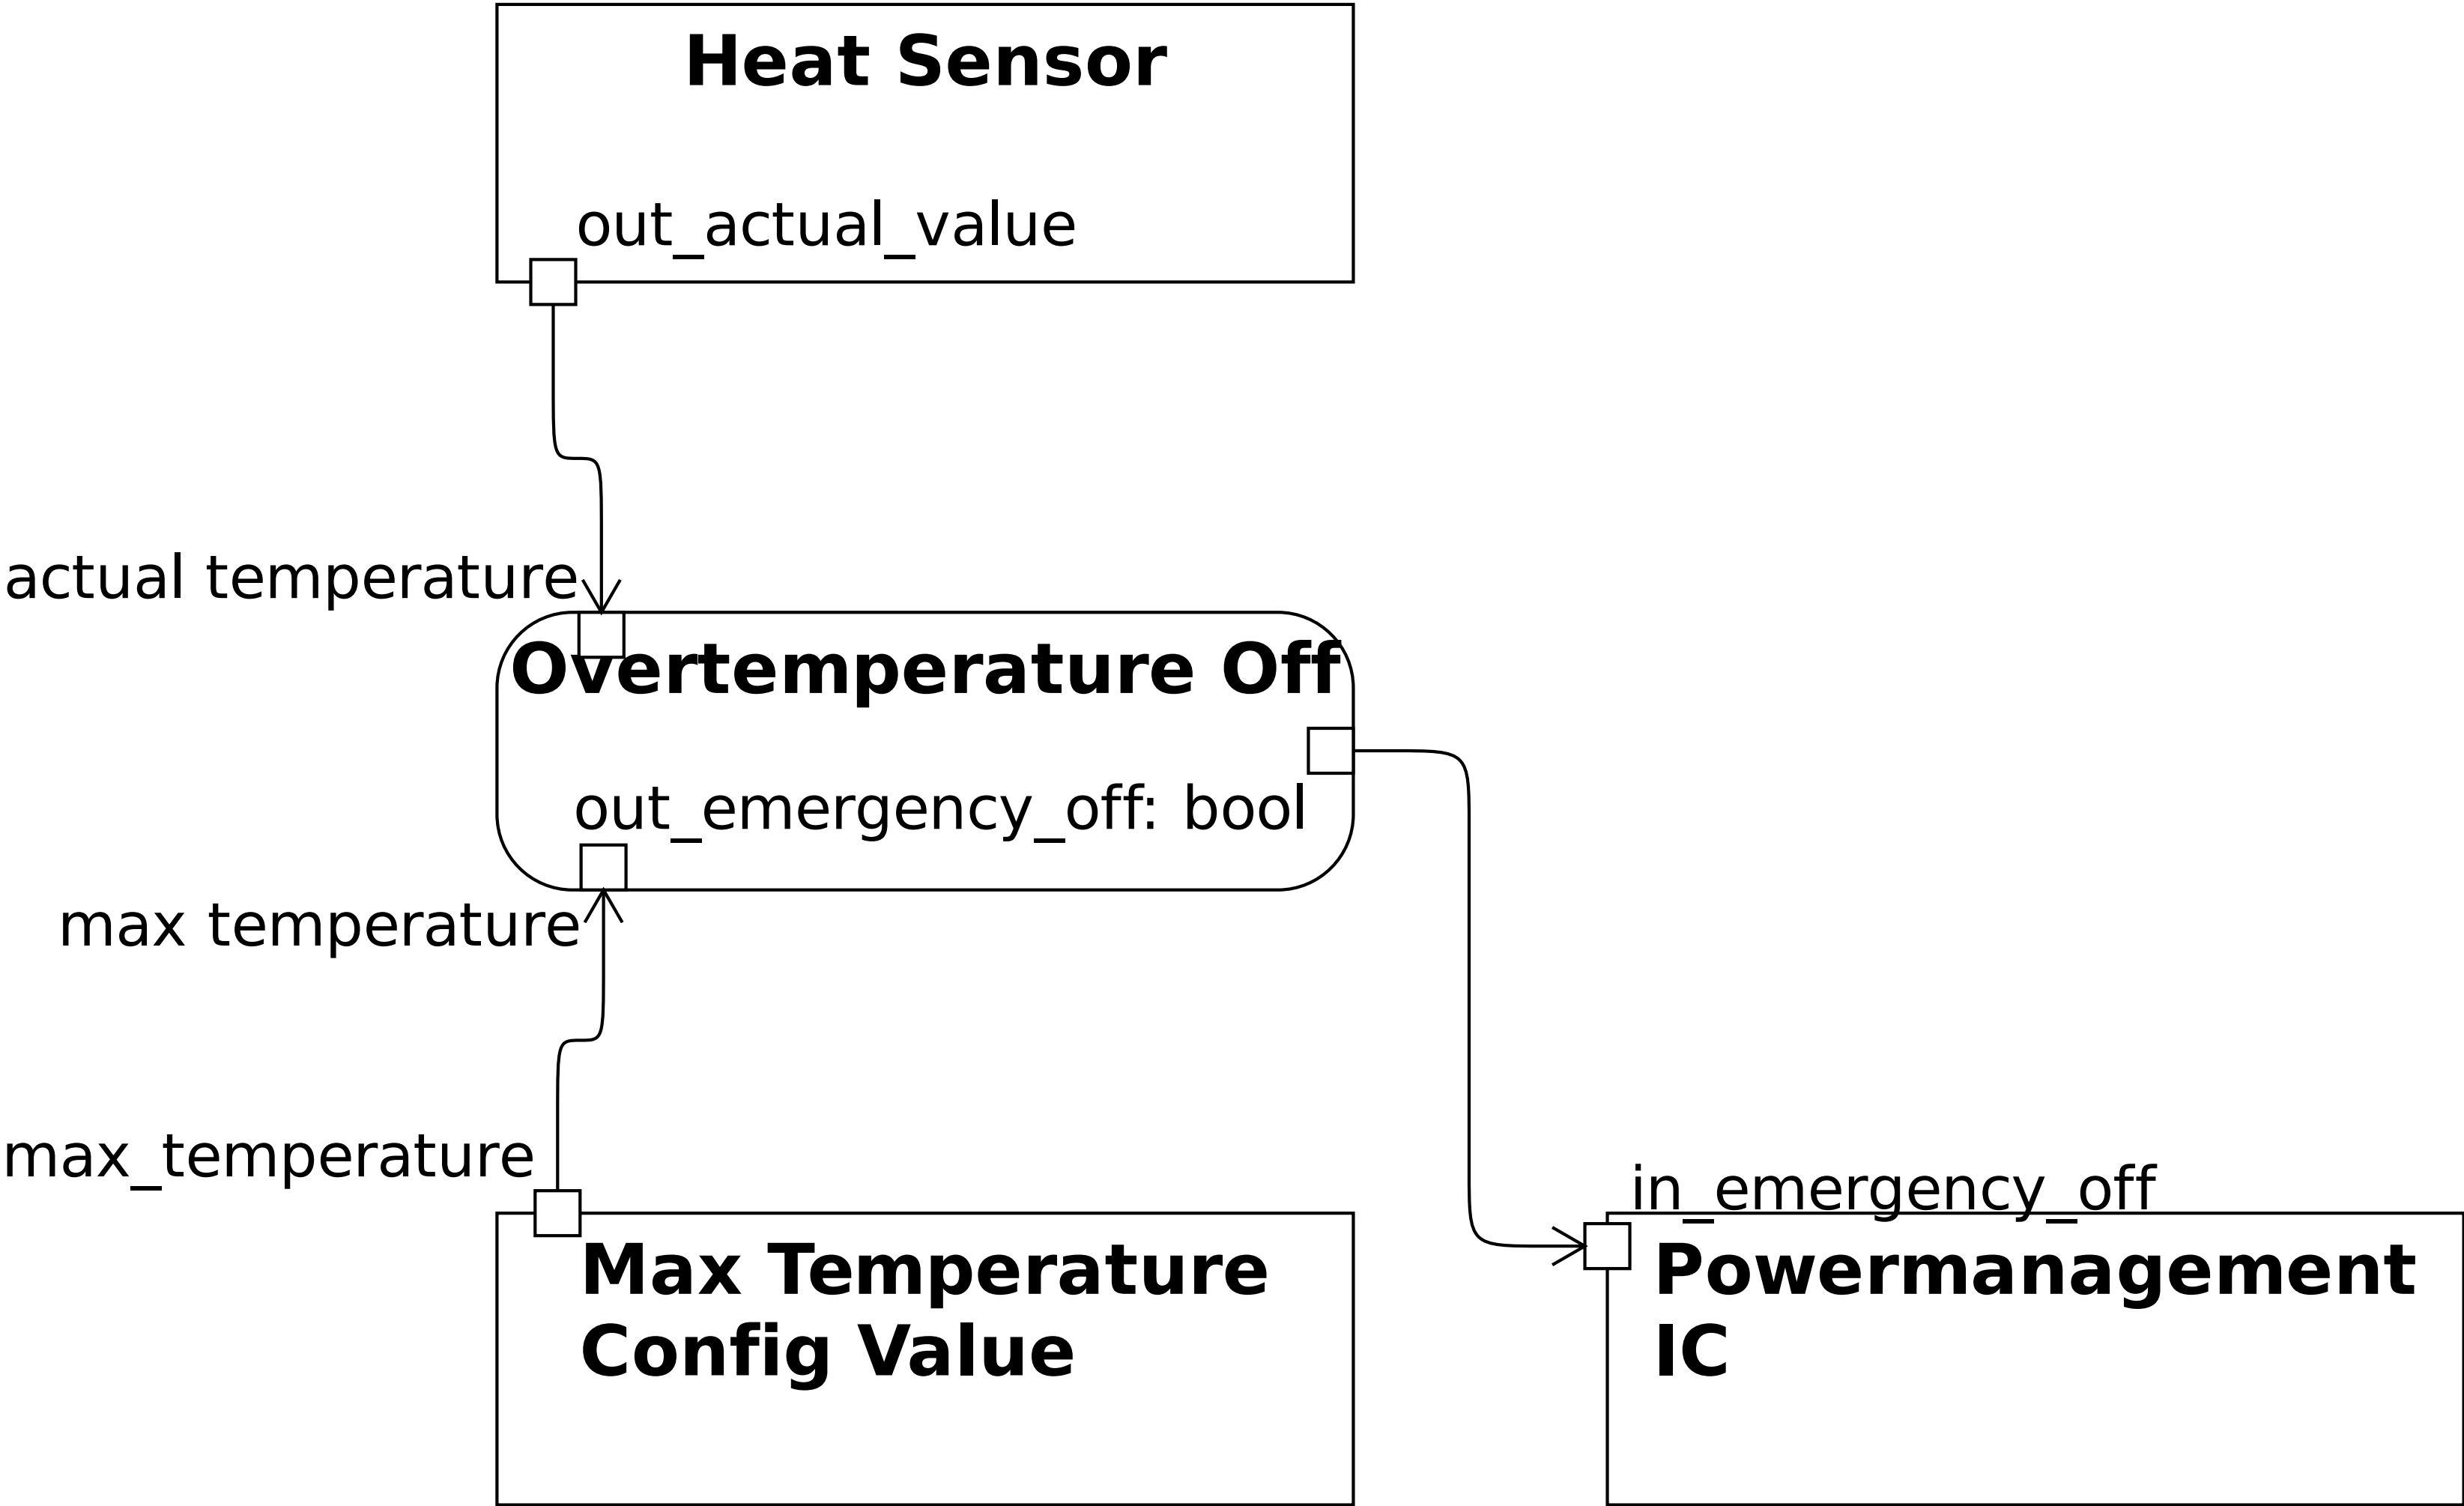 Heat Sensor
out_actual_value
actual temperature
Overtemperature Off
out_emergency_off: bool
max temperature
max_temperature
Max Temperature
Config Value
in_emergency_off
Powermanagement
IC